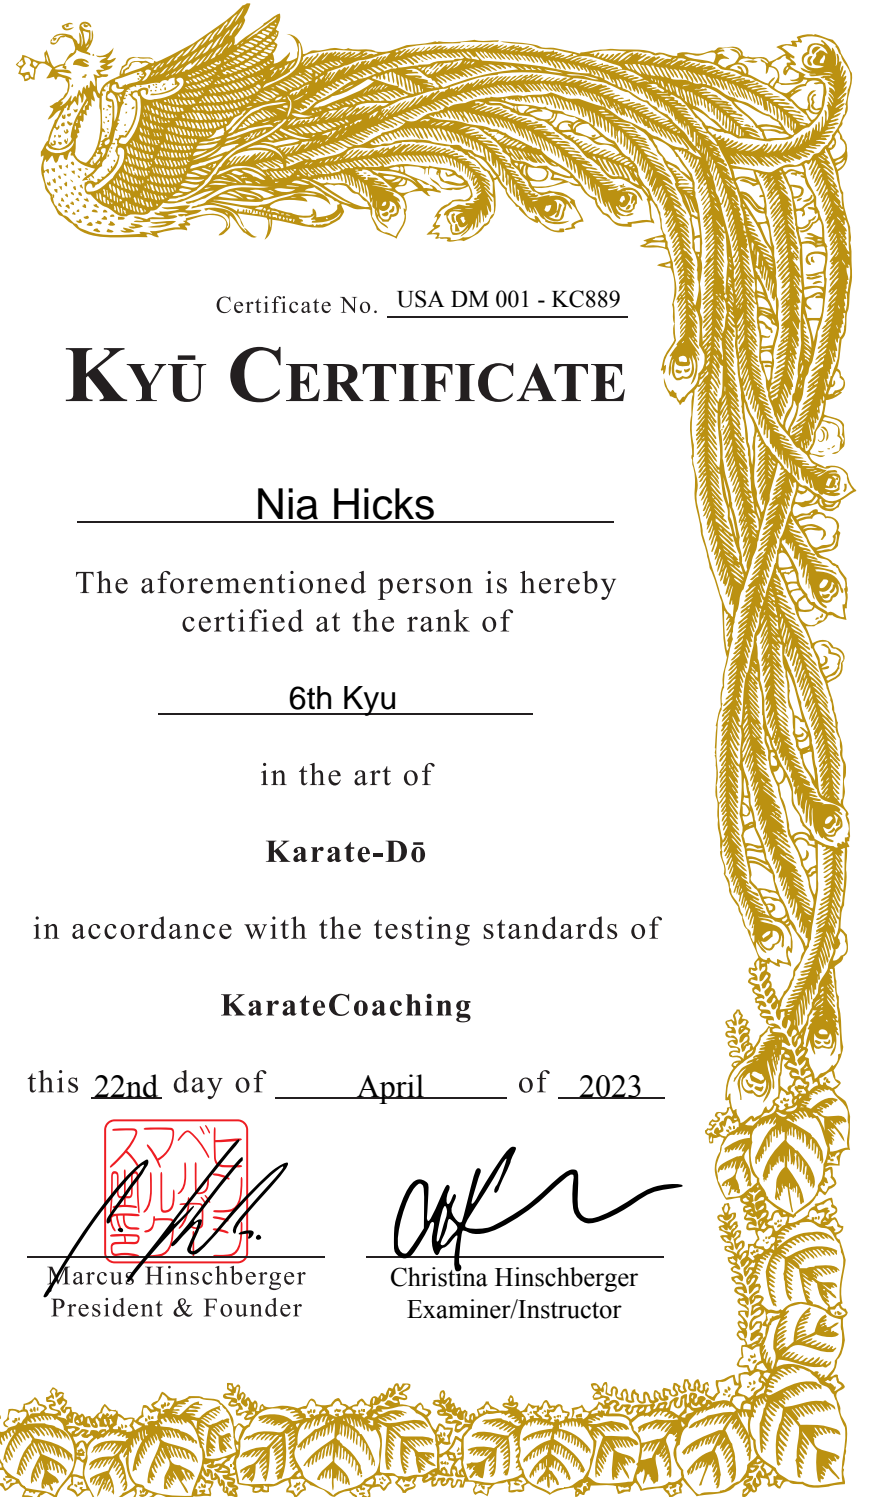 Certificate No. USA DM 001 - KC889
KYŪ CERTIFICATE
Nia Hicks
The aforementioned person is hereby
certified at the rank of
6th Kyu
in the art of
Karate-Dō
in accordance with the testing standards of
KarateCoaching
this 22nd day of April of 2023
Marcus Hinschberger
President & Founder
Christina Hinschberger
Examiner/Instructor